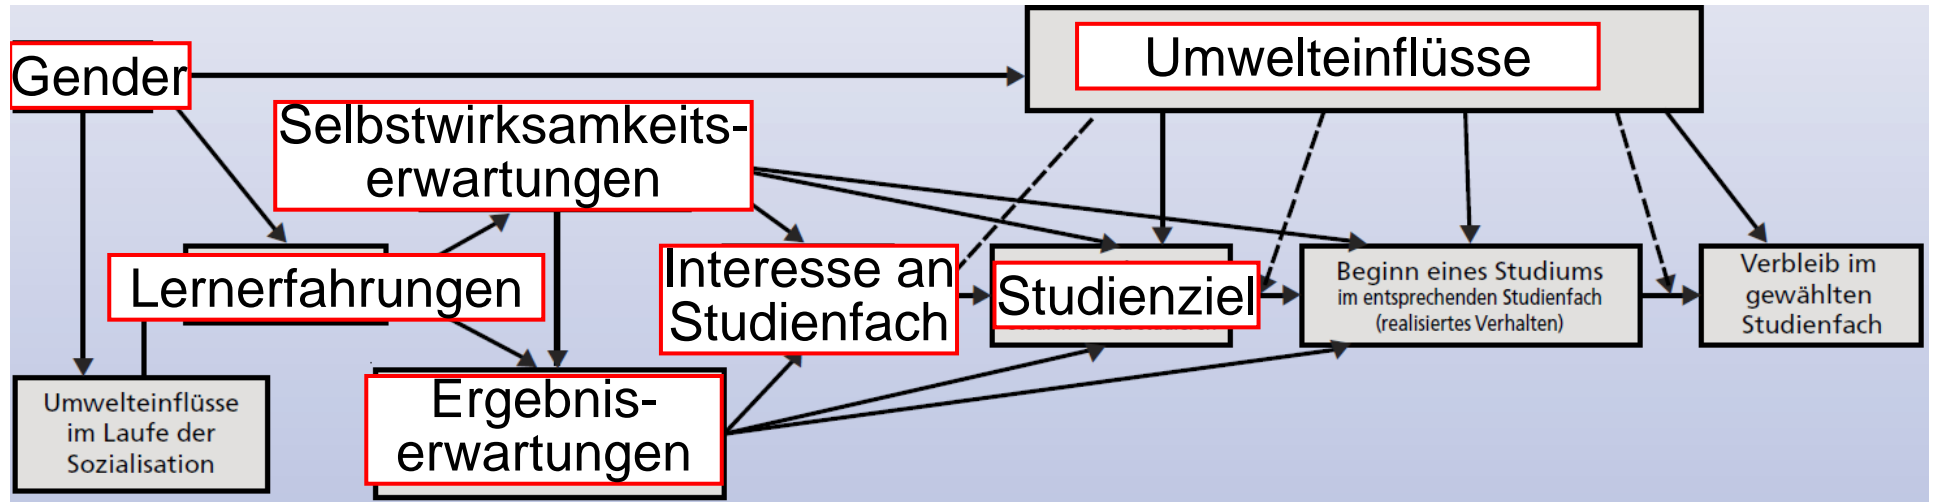 Gender
Umwelteinflüsse
Selbstwirksamkeits-
erwartungen
Lernerfahrungen
Interesse an
Studienfach
Studienziel
Beginn eines Studiums
im entsprechenden Studienfach
(realisiertes Verhalten)
Verbleib im
gewählten
Studienfach
Umwelteinflüsse
im Laufe der
Sozialisation
Ergebnis-
erwartungen